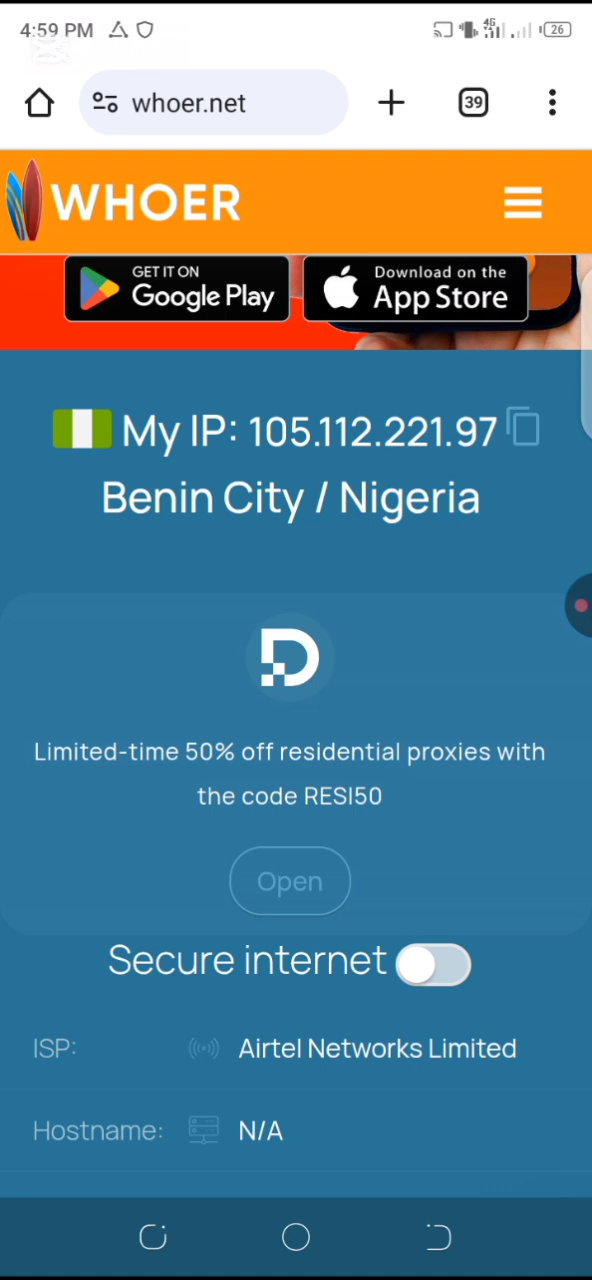 4:59 PM
4G
26
whoer.net
39
WHOER
GET IT ON
Google Play
Download on the
App Store
My IP: 105.112.221.97
Benin City / Nigeria
Limited-time 50% off residential proxies with
the code RESI50
Open
Secure internet
ISP:
Airtel Networks Limited
Hostname:
N/A